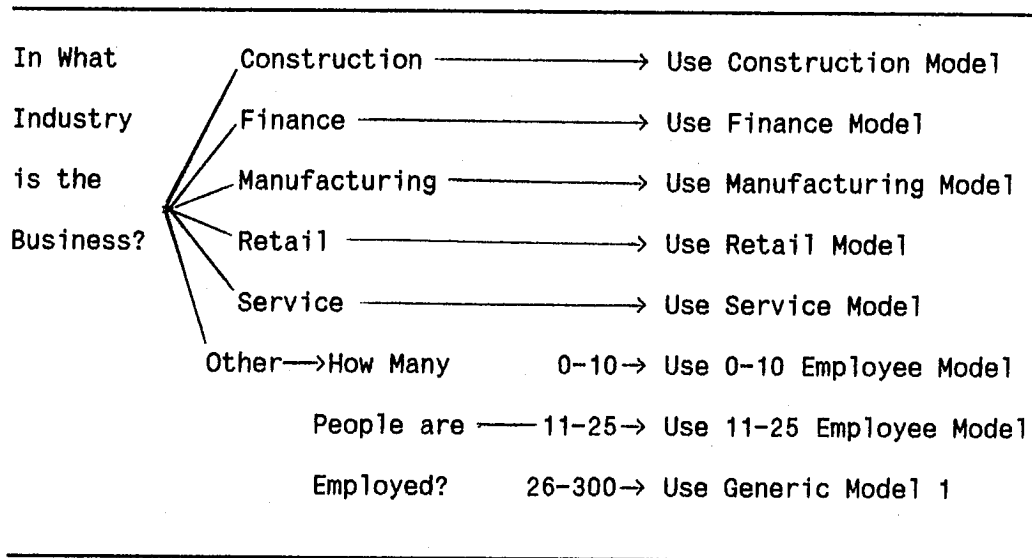 In What Construction → Use Construction Model
Industry Finance → Use Finance Model
is the Manufacturing → Use Manufacturing Model
Business? Retail → Use Retail Model
Service → Use Service Model
Other→How Many 0-10→ Use 0-10 Employee Model
People are 11-25→ Use 11-25 Employee Model
Employed? 26-300→ Use Generic Model 1